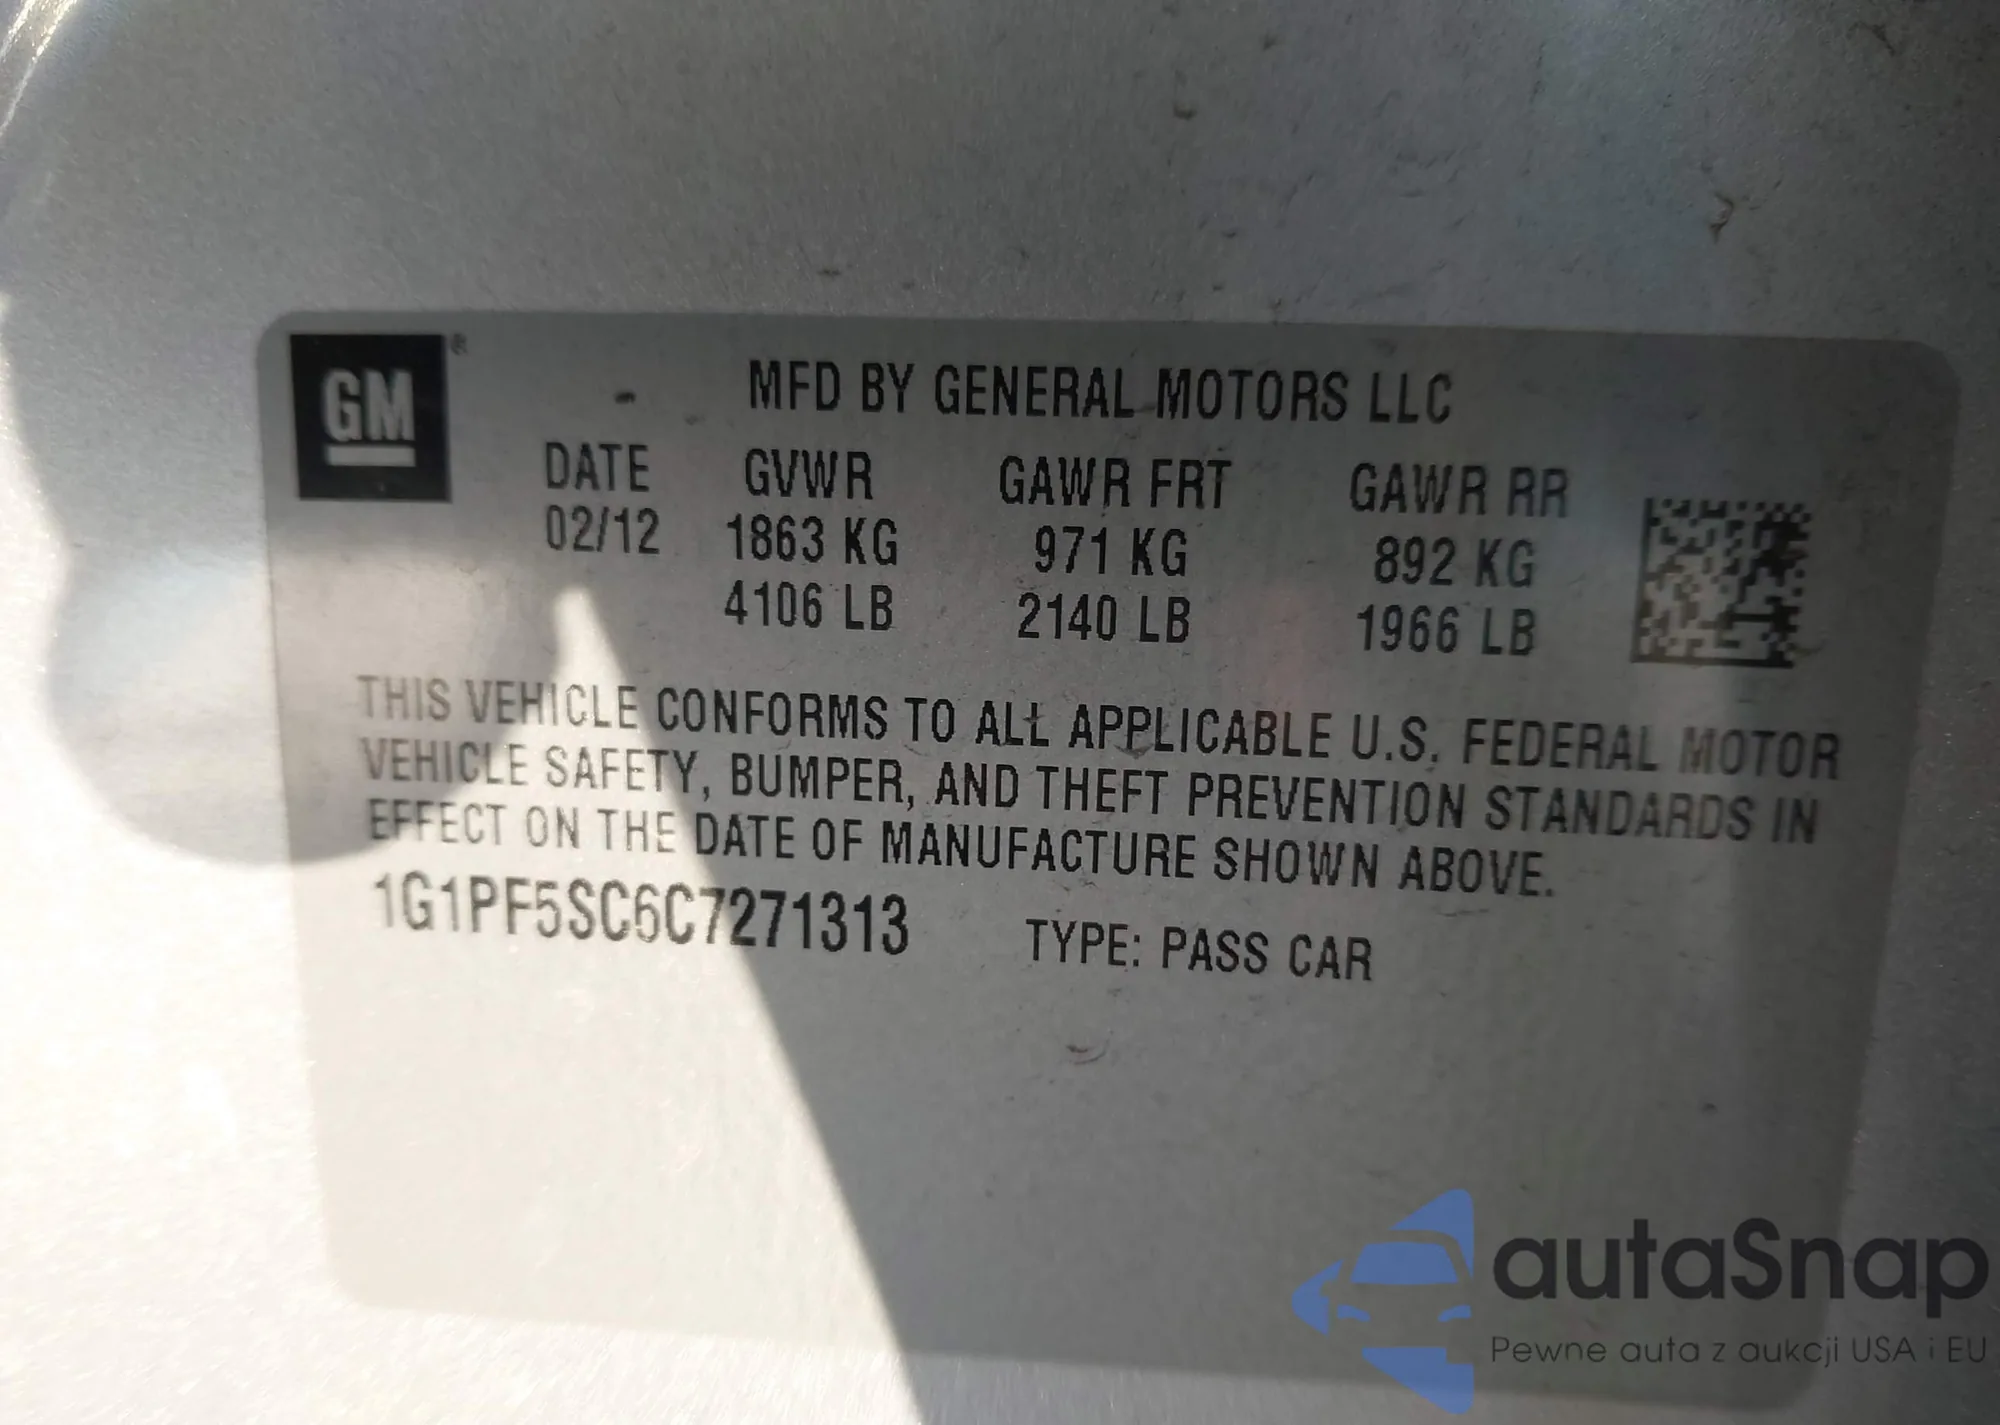 GM®
MFD BY GENERAL MOTORS LLC
DATE GVWR GAWR FRT GAWR RR
02/12 1863 KG 971 KG 892 KG
4106 LB 2140 LB 1966 LB
THIS VEHICLE CONFORMS TO ALL APPLICABLE U.S. FEDERAL MOTOR
VEHICLE SAFETY, BUMPER, AND THEFT PREVENTION STANDARDS IN
EFFECT ON THE DATE OF MANUFACTURE SHOWN ABOVE.
1G1PF5SC6C7271313 TYPE: PASS CAR
autaSnap
Pewne auta z aukcji USA i EU